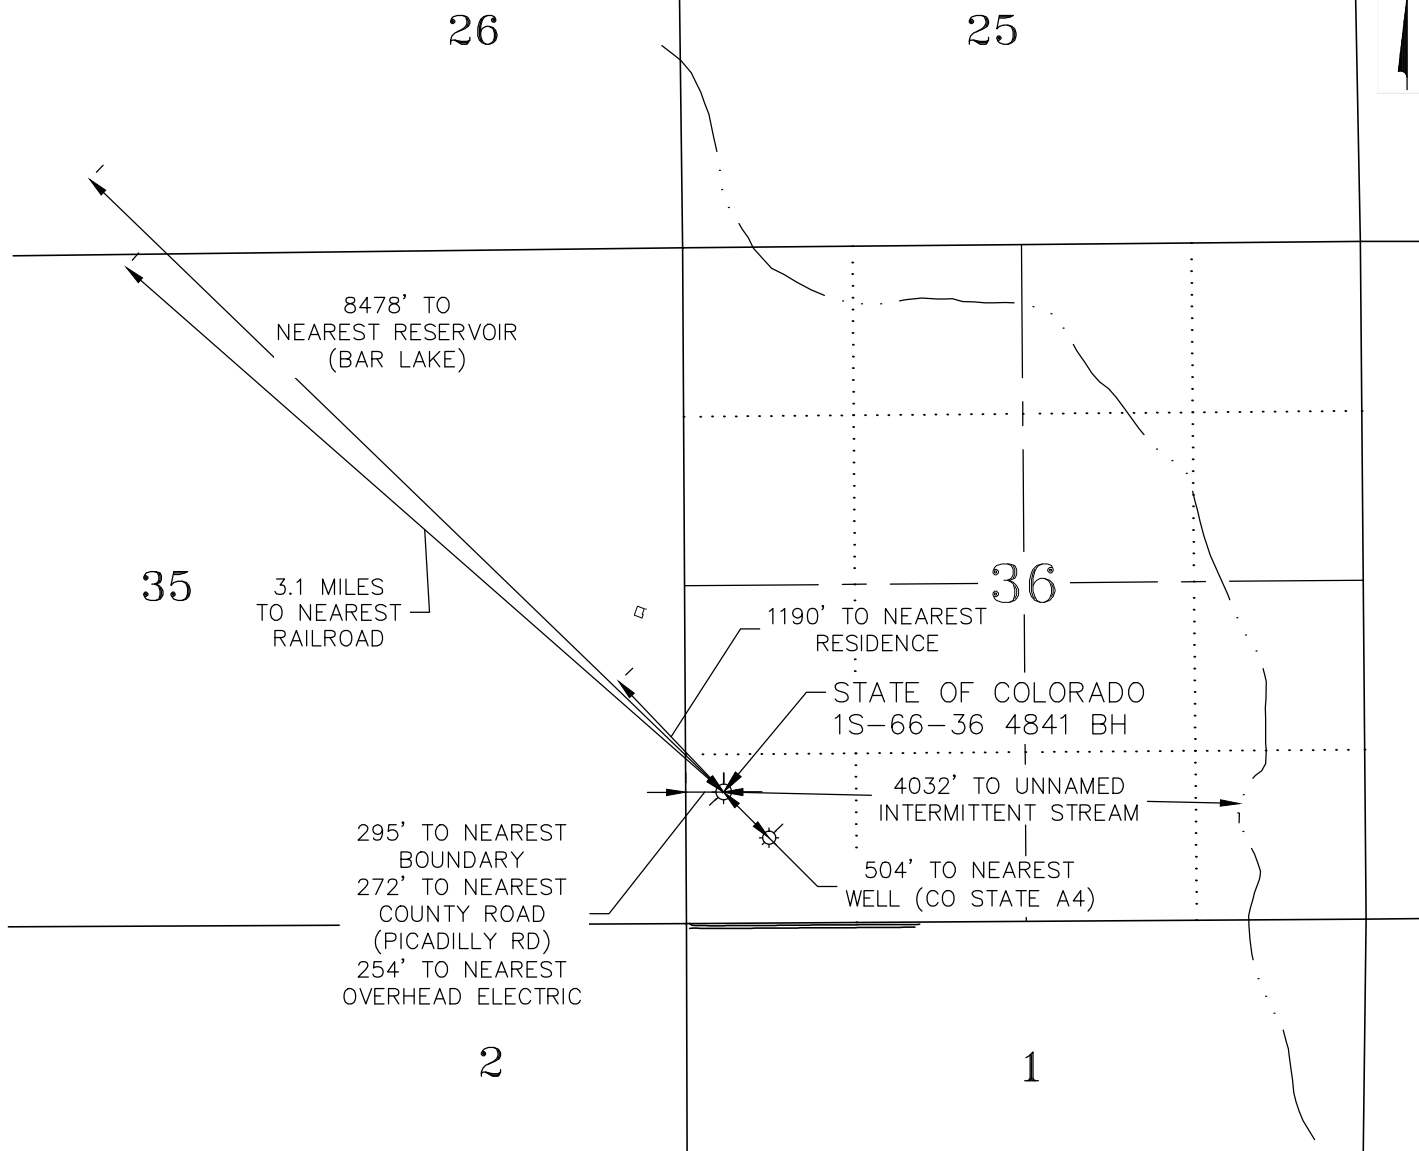 26
25
8478' TO
NEAREST RESERVOIR
(BAR LAKE)
35
3.1 MILES
TO NEAREST
RAILROAD
36
1190' TO NEAREST
RESIDENCE
STATE OF COLORADO
1S-66-36 4841 BH
4032' TO UNNAMED
INTERMITTENT STREAM
295' TO NEAREST
BOUNDARY
272' TO NEAREST
COUNTY ROAD
(PICADILLY RD)
254' TO NEAREST
OVERHEAD ELECTRIC
504' TO NEAREST
WELL (CO STATE A4)
2
1